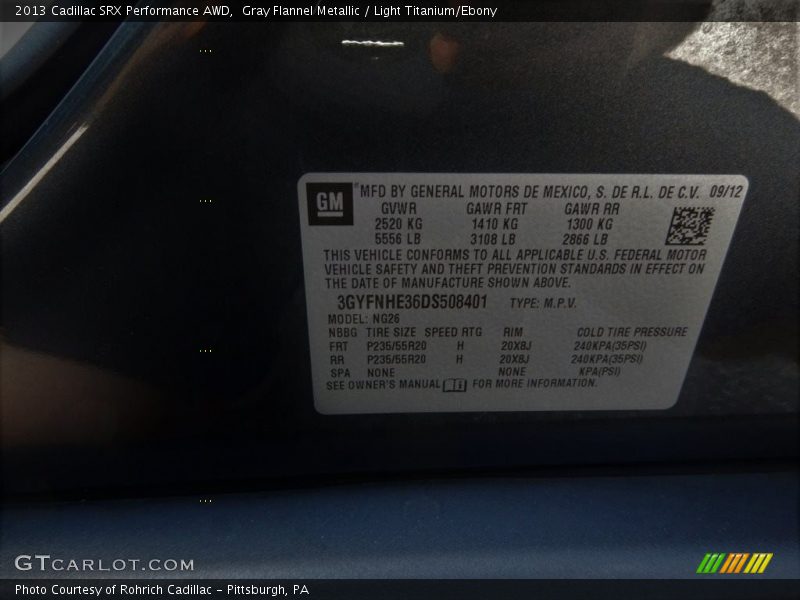 2013 Cadillac SRX Performance AWD,  Gray Flannel Metallic / Light Titanium/Ebony
GM
MFD BY GENERAL MOTORS DE MEXICO, S. DE R.L. DE C.V. 09/12
GVWR GAWR FRT GAWR RR
2520 KG 1410 KG 1300 KG
5556 LB 3108 LB 2866 LB
THIS VEHICLE CONFORMS TO ALL APPLICABLE U.S. FEDERAL MOTOR
VEHICLE SAFETY AND THEFT PREVENTION STANDARDS IN EFFECT ON
THE DATE OF MANUFACTURE SHOWN ABOVE.
3GYFNHE36DS508401 TYPE: M.P.V.
MODEL: NG26
NBBG TIRE SIZE SPEED RTG RIM COLD TIRE PRESSURE
FRT P235/55R20 H 20X8J 240KPA(35PSI)
RR P235/55R20 H 20X8J 240KPA(35PSI)
SPA NONE NONE KPA(PSI)
SEE OWNER'S MANUAL FOR MORE INFORMATION.
GTCARLOT.COM
Photo Courtesy of Rohrich Cadillac - Pittsburgh, PA